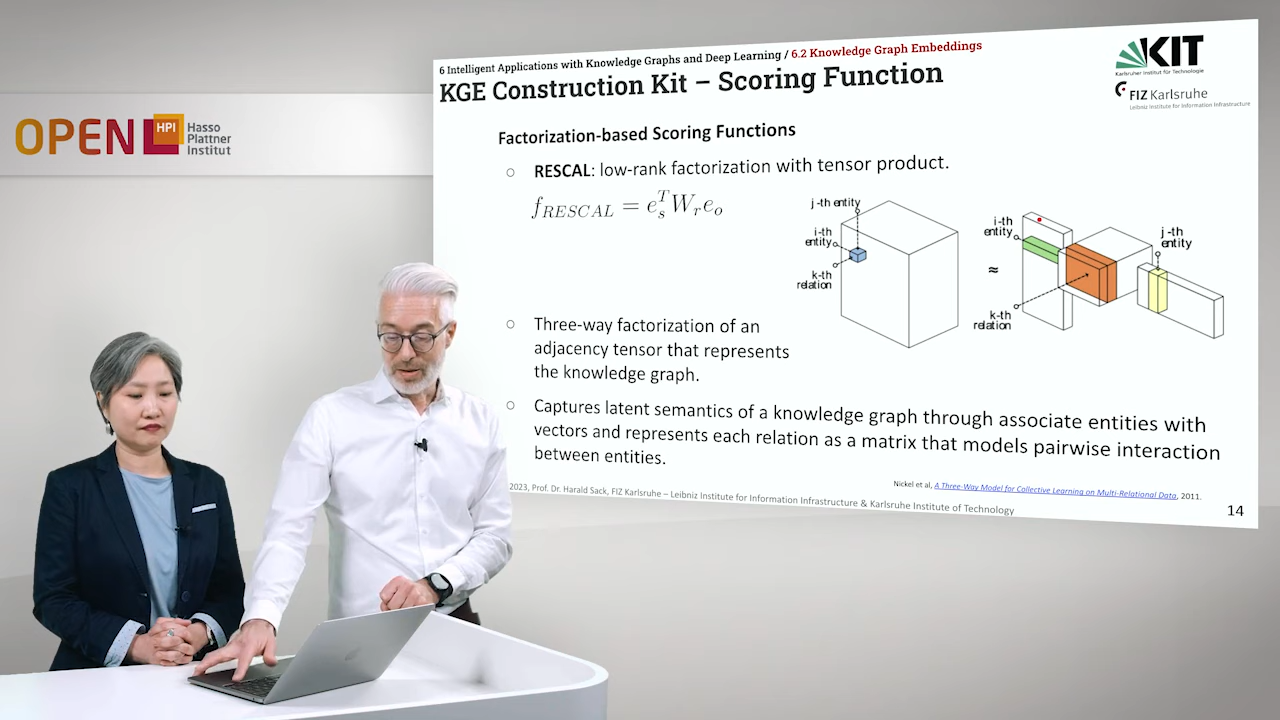 6 Intelligent Applications with Knowledge Graphs and Deep Learning / 6.2 Knowledge Graph Embeddings
KGE Construction Kit – Scoring Function
KIT
Karlsruher Institut für Technologie
FIZ Karlsruhe
Leibniz Institute for Information Infrastructure
OPEN HPI
Hasso
Plattner
Institut
Factorization-based Scoring Functions
○ RESCAL: low-rank factorization with tensor product.
f_{RESCAL} = e_s^T W_r e_o
j-th entity
i-th
entity
k-th
relation
≈
i-th
entity
j-th
entity
k-th
relation
○ Three-way factorization of an
adjacency tensor that represents
the knowledge graph.
○ Captures latent semantics of a knowledge graph through associate entities with
vectors and represents each relation as a matrix that models pairwise interaction
between entities.
Nickel et al, A Three-Way Model for Collective Learning on Multi-Relational Data, 2011.
2023, Prof. Dr. Harald Sack, FIZ Karlsruhe – Leibniz Institute for Information Infrastructure & Karlsruhe Institute of Technology
14